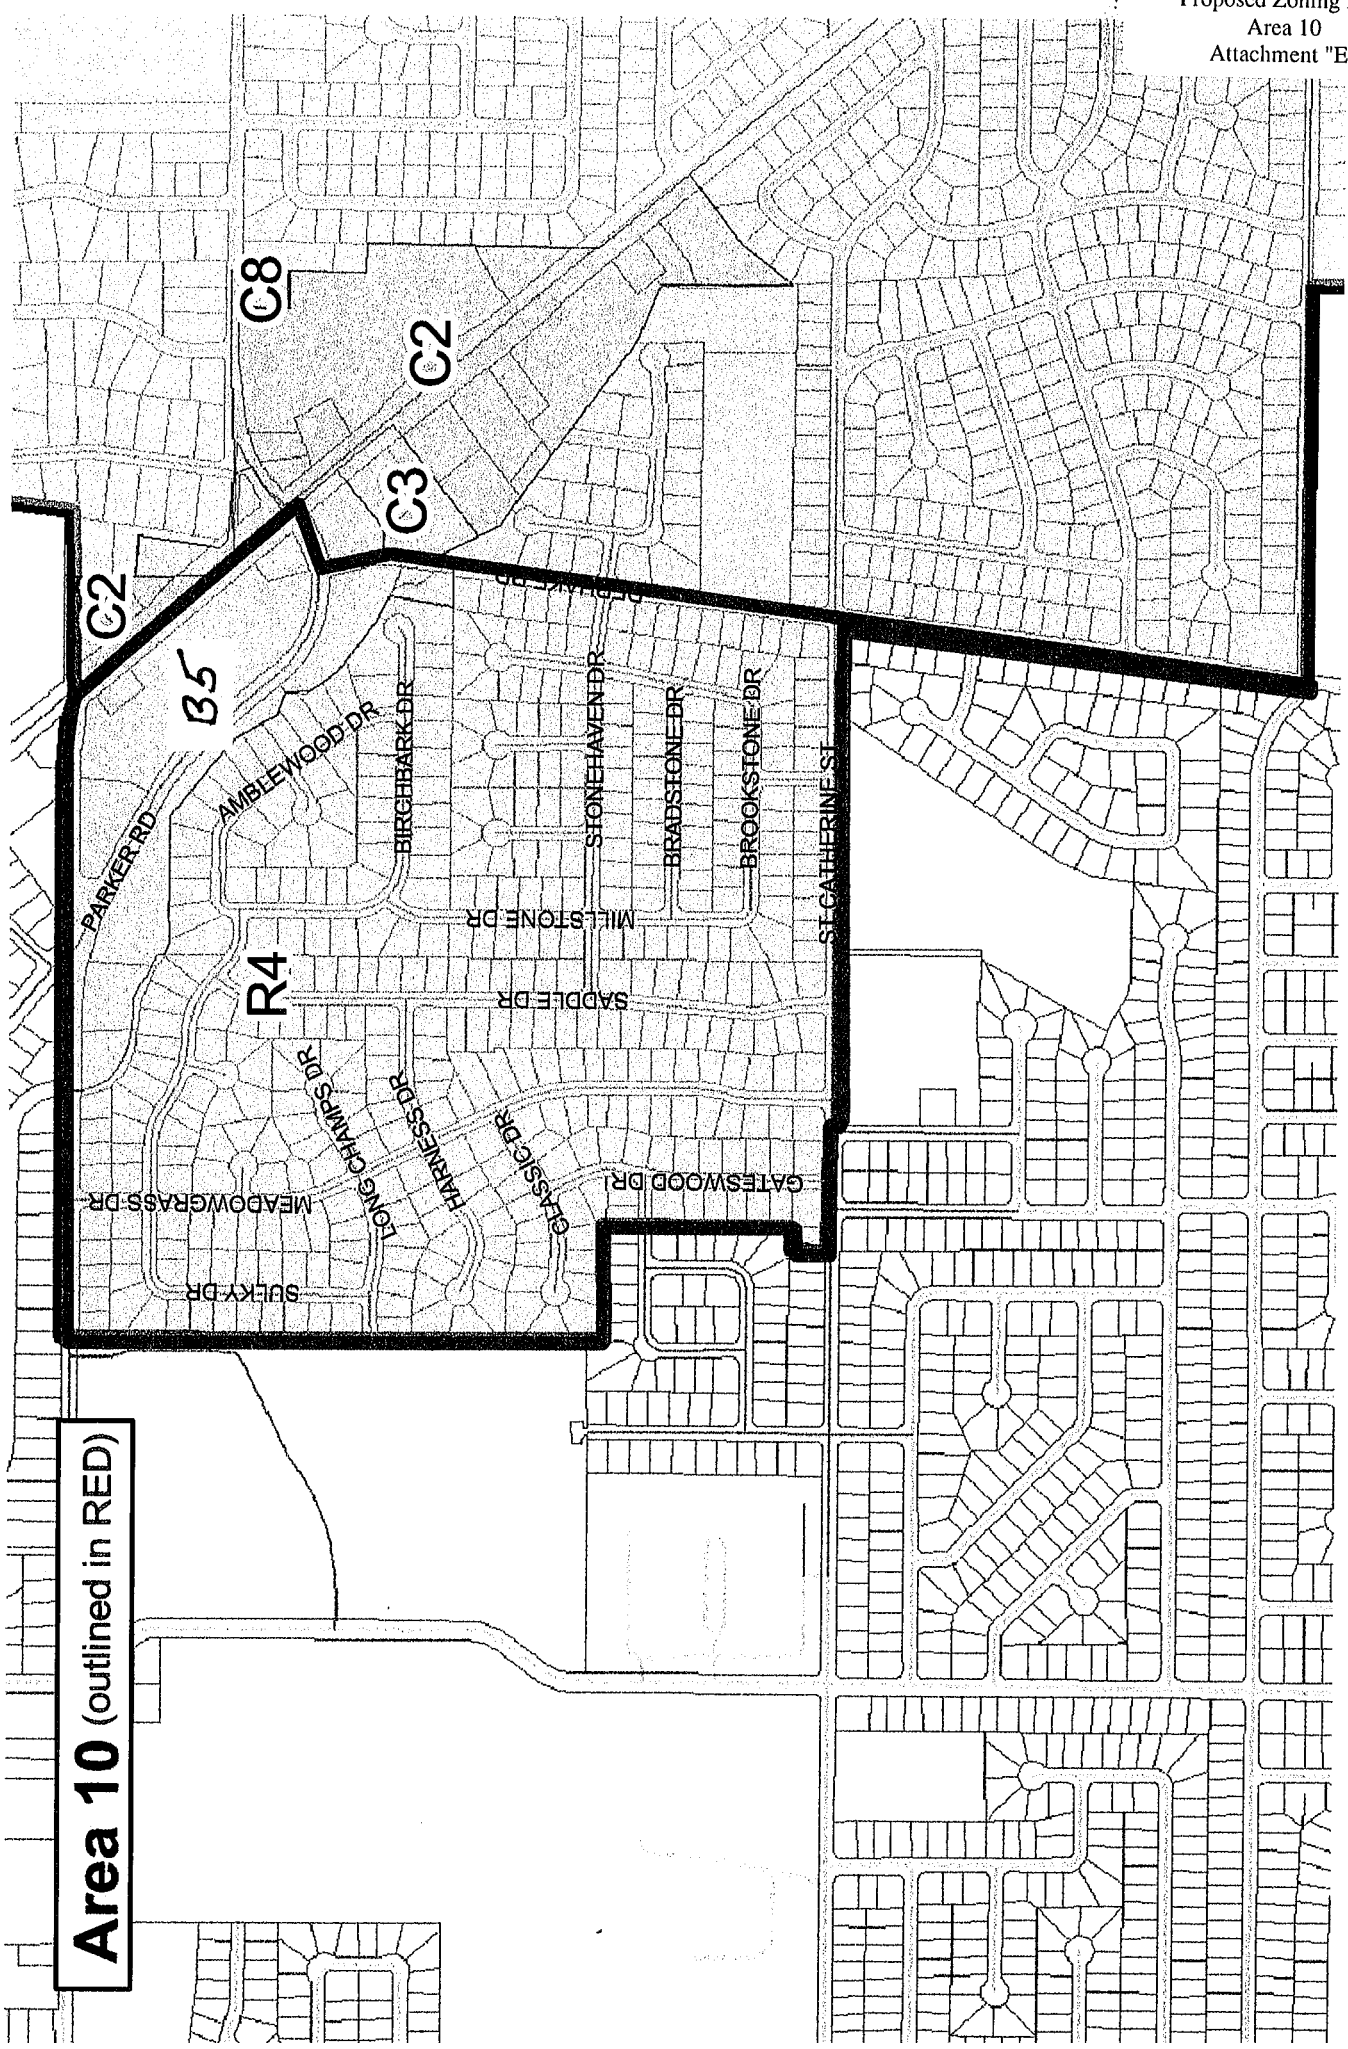 Proposed Zoning
Area 10
Attachment "E
C8
C2
C3
C2
B5
PARKER RD
AMBLEWOOD DR
BIRCHBARK DR
STONEHAVEN DR
BRADSTONE DR
BROOKSTONE DR
ST CATHERINE ST
MILLSTONE DR
R4
SADDLE DR
LONG CHAMPS DR
HARNESS DR
CLASSIC DR
GATESWOOD DR
MEADOWGRASS DR
SULKY DR
Area 10 (outlined in RED)